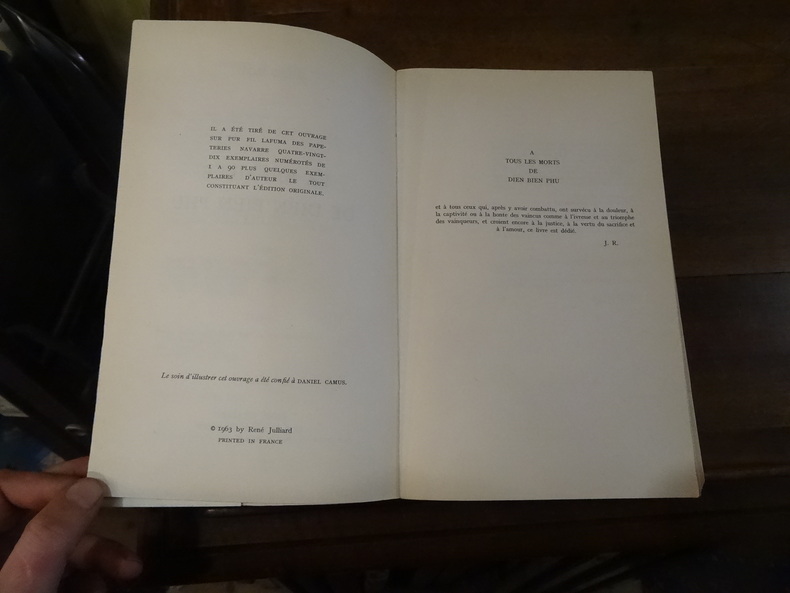 IL A ÉTÉ TIRÉ DE CET OUVRAGE
SUR PUR FIL LAFUMA DES PAPE-
TERIES NAVARRE QUATRE-VINGT-
DIX EXEMPLAIRES NUMÉROTÉS DE
1 A 90 PLUS QUELQUES EXEM-
PLAIRES D'AUTEUR LE TOUT
CONSTITUANT L'ÉDITION ORIGINALE.
Le soin d'illustrer cet ouvrage a été confié à DANIEL CAMUS.
© 1963 by René Julliard
PRINTED IN FRANCE
A
TOUS LES MORTS
DE
DIEN BIEN PHU
et à tous ceux qui, après y avoir combattu, ont survécu à la douleur, à
la captivité ou à la honte des vaincus comme à l'ivresse et au triomphe
des vainqueurs, et croient encore à la justice, à la vertu du sacrifice et
à l'amour, ce livre est dédié.
J. R.